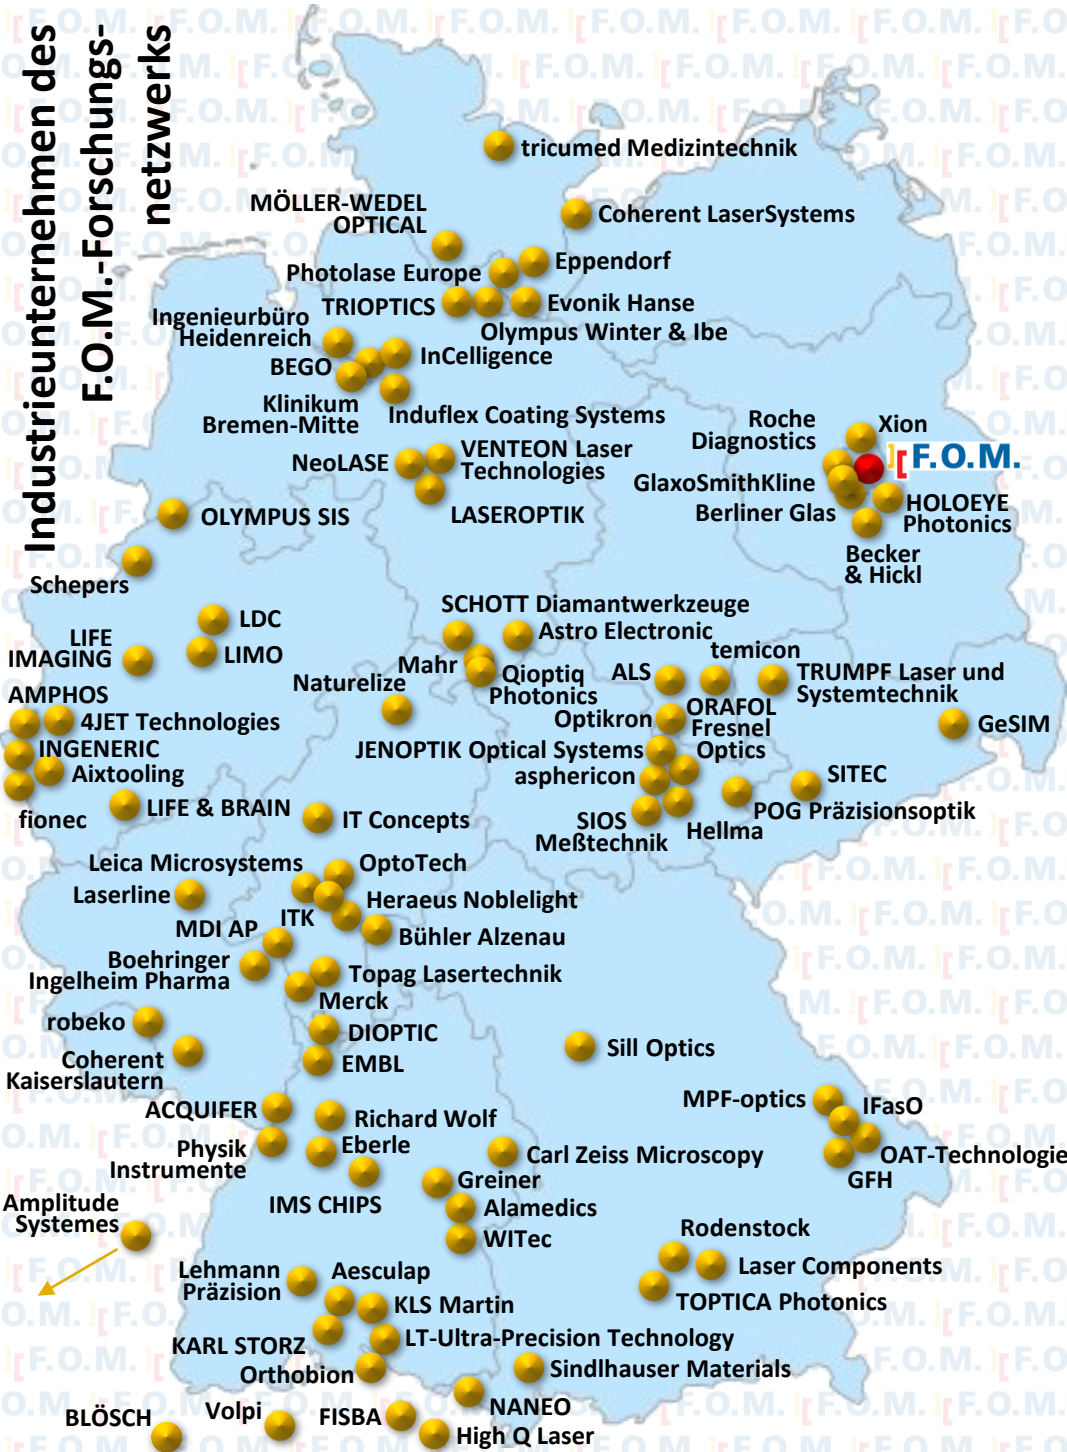 Industrieunternehmen des
F.O.M.-Forschungs-
netzwerks
tricumed Medizintechnik
MÖLLER-WEDEL
OPTICAL
Coherent LaserSystems
Photolase Europe
Eppendorf
TRIOPTICS
Evonik Hanse
Olympus Winter & Ibe
Ingenieurbüro
Heidenreich
InCelligence
BEGO
Klinikum
Bremen-Mitte
Induflex Coating Systems
Roche
Diagnostics
Xion
F.O.M.
NeoLASE
VENTEON Laser
Technologies
GlaxoSmithKline
LASEROPTIK
Berliner Glas
HOLOEYE
Photonics
OLYMPUS SIS
Becker
& Hickl
Schepers
SCHOTT Diamantwerkzeuge
LDC
Astro Electronic
LIFE
IMAGING
LIMO
temicon
Mahr
Qioptiq
Photonics
ALS
TRUMPF Laser und
Systemtechnik
Naturelize
AMPHOS
4JET Technologies
ORAFOL
Fresnel
Optics
Optikron
GeSIM
INGENERIC
JENOPTIK Optical Systems
Aixtooling
asphericon
SITEC
fionec
LIFE & BRAIN
IT Concepts
SIOS
Meßtechnik
Hellma
POG Präzisionsoptik
Leica Microsystems
OptoTech
Laserline
Heraeus Noblelight
ITK
MDI AP
Bühler Alzenau
Boehringer
Ingelheim Pharma
Topag Lasertechnik
Merck
robeko
DIOPTIC
Coherent
Kaiserslautern
EMBL
Sill Optics
ACQUIFER
Richard Wolf
MPF-optics
IFasO
Physik
Instrumente
Eberle
Carl Zeiss Microscopy
OAT-Technologie
GFH
IMS CHIPS
Greiner
Alamedics
Amplitude
Systemes
WITec
Rodenstock
Lehmann
Präzision
Aesculap
Laser Components
KLS Martin
TOPTICA Photonics
KARL STORZ
LT-Ultra-Precision Technology
Orthobion
Sindlhauser Materials
BLÖSCH
Volpi
FISBA
NANEO
High Q Laser